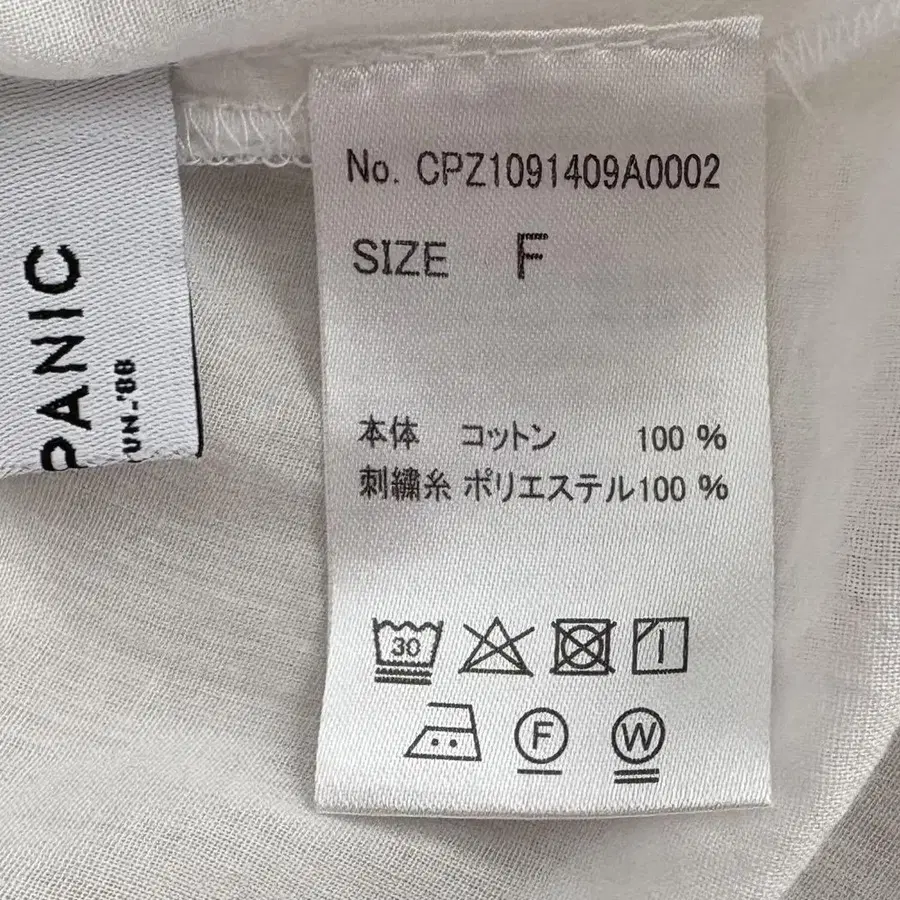 PANIC
UN.'88
No. CPZ1091409A0002
SIZE F
本体 コットン 100 %
刺繍糸 ポリエステル100 %
30
F
W